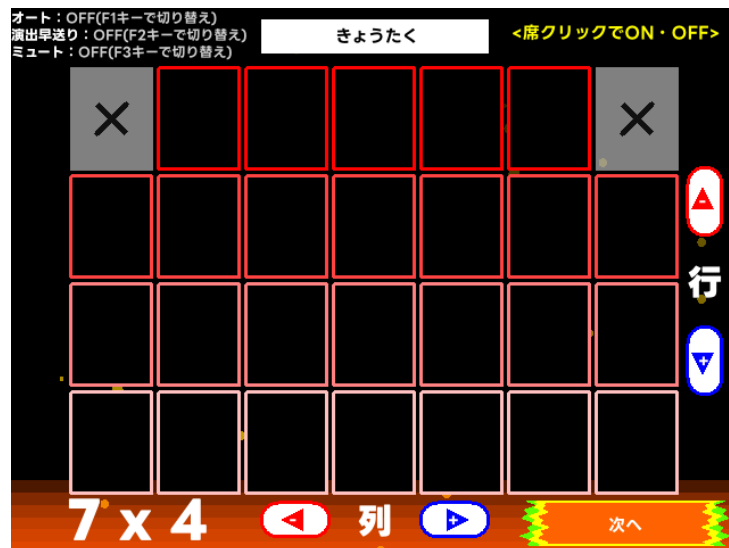 オート：OFF(F1キーで切り替え)
演出早送り：OFF(F2キーで切り替え)
ミュート：OFF(F3キーで切り替え)
きょうたく
<席クリックでON・OFF>
-
行
+
7 x 4
-
列
+
次へ